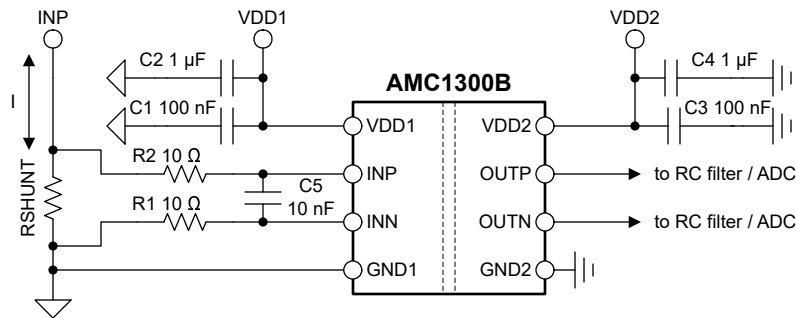 INP
VDD1
VDD2
C2 1 µF
C4 1 µF
AMC1300B
I
C1 100 nF
C3 100 nF
VDD1
VDD2
R2 10 Ω
INP
OUTP
to RC filter / ADC
C5
10 nF
RSHUNT
R1 10 Ω
INN
OUTN
to RC filter / ADC
GND1
GND2